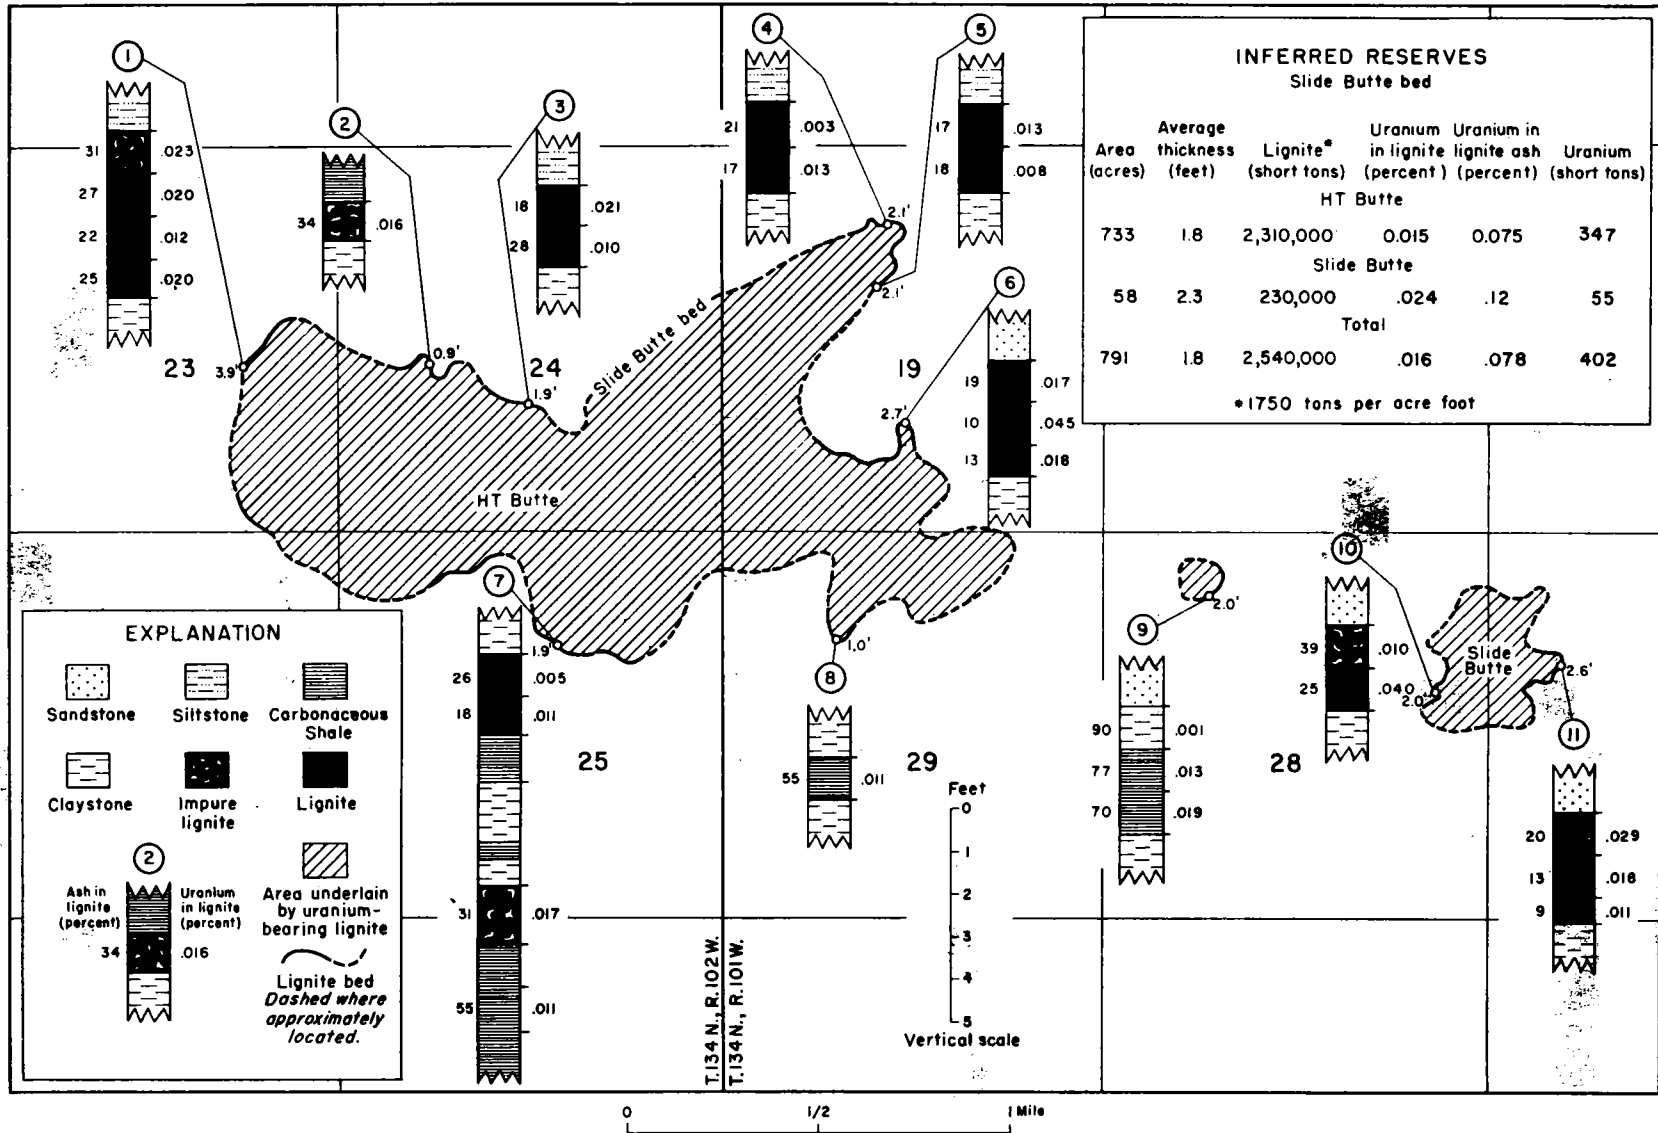 INFERRED RESERVES
Slide Butte bed
Area (acres)
Average thickness (feet)
Lignite* (short tons)
Uranium in lignite (percent)
Uranium in lignite ash (percent)
Uranium (short tons)
HT Butte
733 1.8 2,310,000 0.015 0.075 347
Slide Butte
58 2.3 230,000 .024 .12 55
Total
791 1.8 2,540,000 .016 .078 402
*1750 tons per acre foot
1
31 .023
27 .020
22 .012
25 .020
2
34 .016
3
18 .021
28 .010
4
21 .003
17 .013
5
17 .013
18 .008
6
19 .017
10 .045
13 .018
23
3.9'
0.9'
24
1.9'
Slide Butte bed
2.1'
2.1'
19
2.7'
HT Butte
7
1.9'
26 .005
18 .011
31 .017
55 .011
25
1.0'
8
55 .011
29
2.0'
9
90 .001
77 .013
70 .019
28
10
39 .010
25 .040
2.0'
Slide Butte
2.6'
11
20 .029
13 .018
9 .011
EXPLANATION
Sandstone
Siltstone
Carbonaceous Shale
Claystone
Impure lignite
Lignite
2
Ash in lignite (percent)
Uranium in lignite (percent)
34 .016
Area underlain by uranium-bearing lignite
Lignite bed
Dashed where approximately located.
T.134 N., R.102 W.
T.134 N., R.101 W.
Feet
0
1
2
3
4
5
Vertical scale
0 1/2 1 Mile